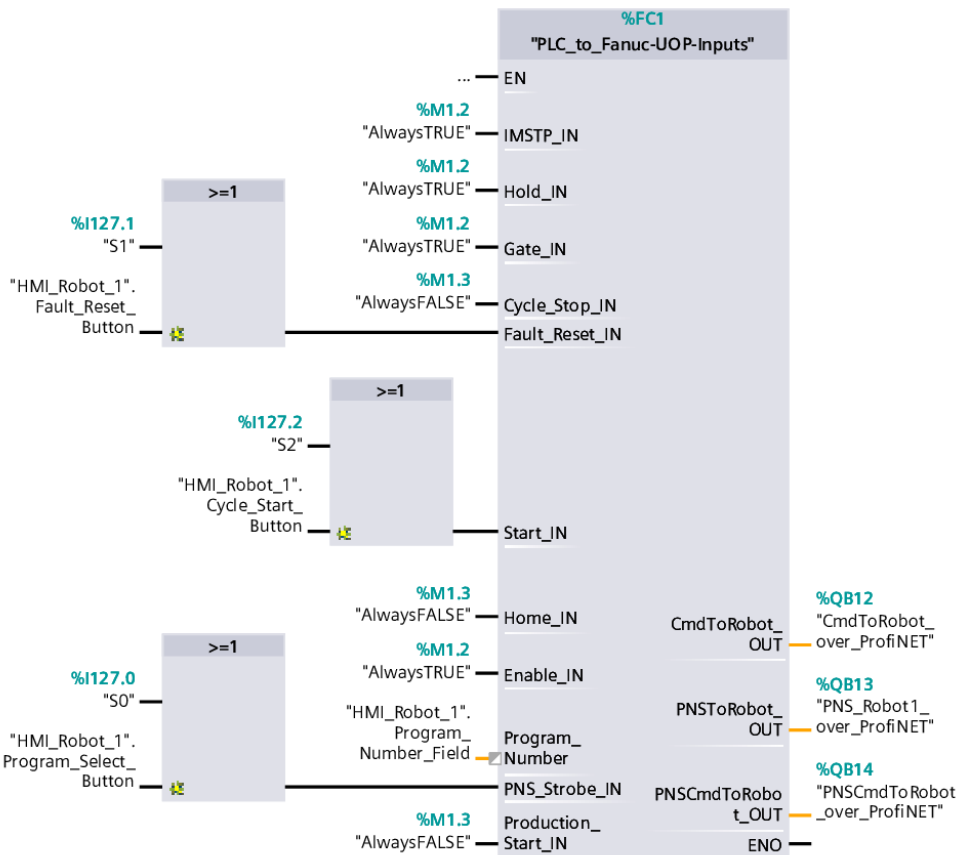 %FC1
"PLC_to_Fanuc-UOP-Inputs"
... EN
%M1.2
"AlwaysTRUE" IMSTP_IN
%M1.2
"AlwaysTRUE" Hold_IN
>=1
%I127.1
"S1"
"HMI_Robot_1".
Fault_Reset_
Button
%M1.2
"AlwaysTRUE" Gate_IN
%M1.3
"AlwaysFALSE" Cycle_Stop_IN
Fault_Reset_IN
>=1
%I127.2
"S2"
"HMI_Robot_1".
Cycle_Start_
Button
Start_IN
%M1.3
"AlwaysFALSE" Home_IN
%M1.2
"AlwaysTRUE" Enable_IN
>=1
%I127.0
"S0"
"HMI_Robot_1".
Program_Select_
Button
"HMI_Robot_1".
Program_
Number_Field
Program_
Number
PNS_Strobe_IN
%M1.3
"AlwaysFALSE"
Production_
Start_IN
CmdToRobot_
OUT
%QB12
"CmdToRobot_
over_ProfiNET"
PNSToRobot_
OUT
%QB13
"PNS_Robot1_
over_ProfiNET"
PNSCmdToRobo
t_OUT
%QB14
"PNSCmdToRobot
_over_ProfiNET"
ENO